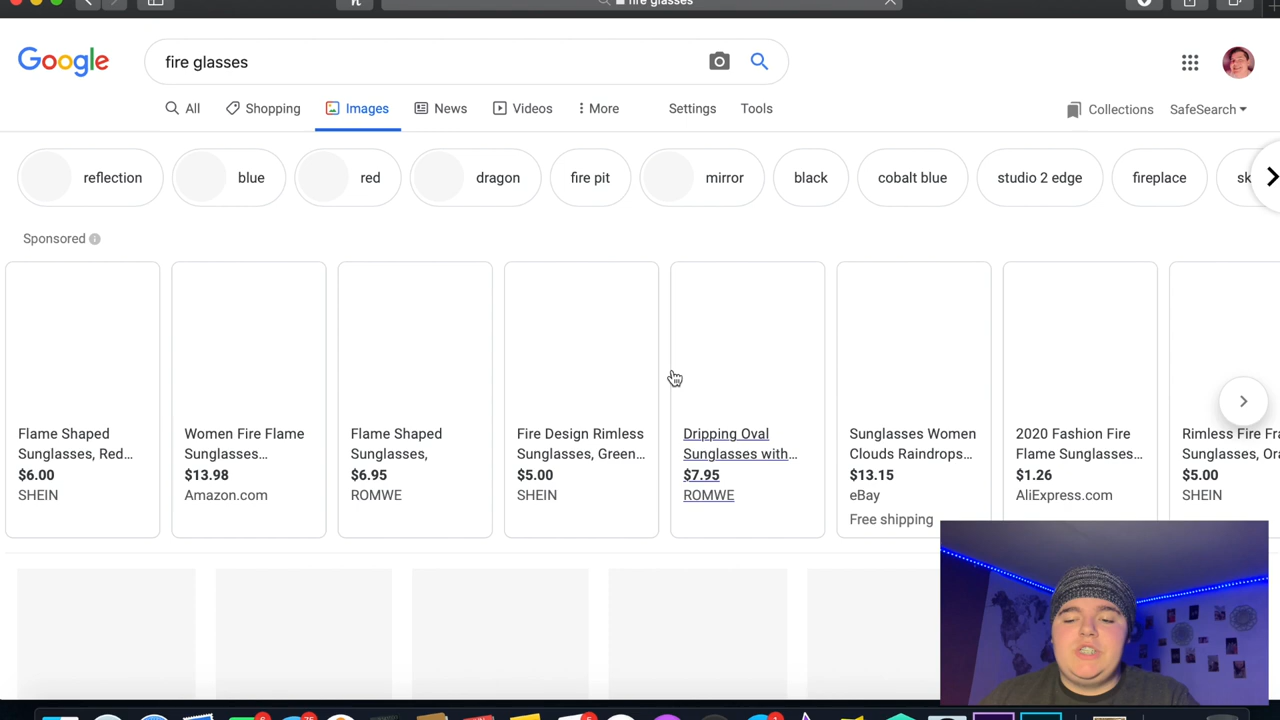 fire glasses
Google
fire glasses
All
Shopping
Images
News
Videos
More
Settings
Tools
Collections
SafeSearch
reflection
blue
red
dragon
fire pit
mirror
black
cobalt blue
studio 2 edge
fireplace
sk
Sponsored
Flame Shaped
Sunglasses, Red...
$6.00
SHEIN
Women Fire Flame
Sunglasses...
$13.98
Amazon.com
Flame Shaped
Sunglasses,
$6.95
ROMWE
Fire Design Rimless
Sunglasses, Green...
$5.00
SHEIN
Dripping Oval
Sunglasses with...
$7.95
ROMWE
Sunglasses Women
Clouds Raindrops...
$13.15
eBay
Free shipping
2020 Fashion Fire
Flame Sunglasses...
$1.26
AliExpress.com
Rimless Fire Fra
Sunglasses, Ora
$5.00
SHEIN